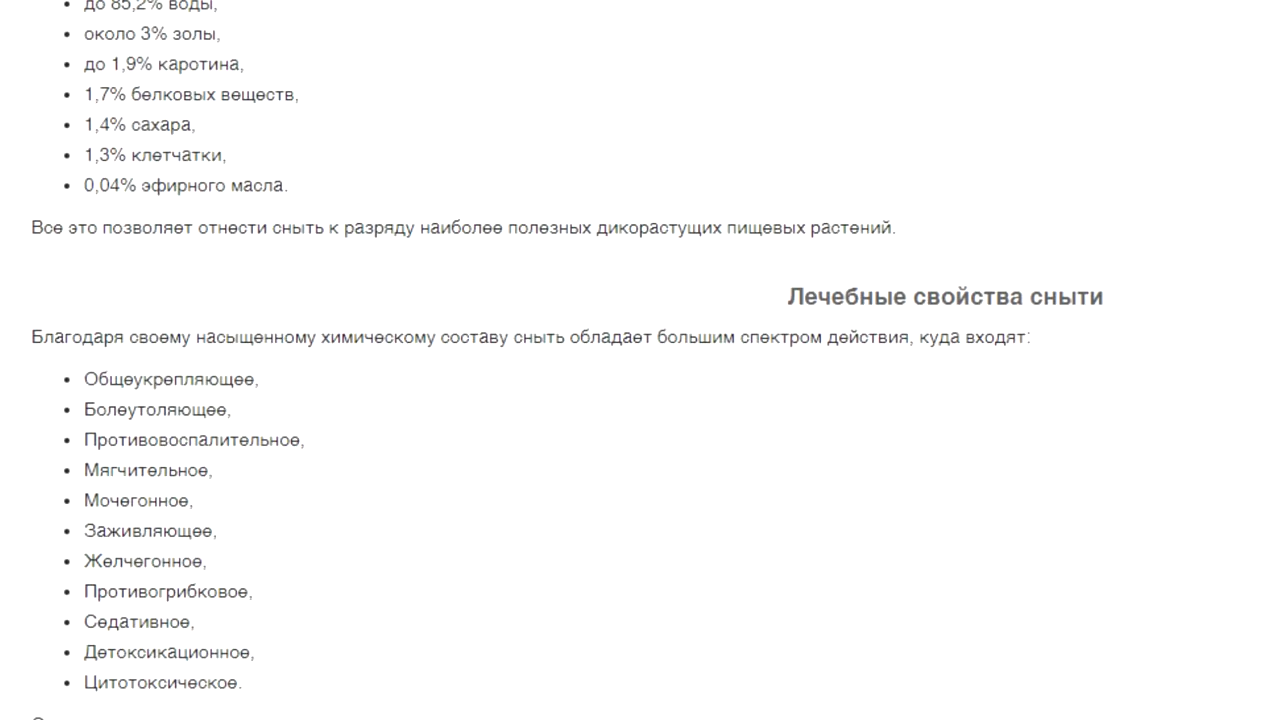 до 85,2% воды,
около 3% золы,
до 1,9% каротина,
1,7% белковых веществ,
1,4% сахара,
1,3% клетчатки,
0,04% эфирного масла.
Все это позволяет отнести сныть к разряду наиболее полезных дикорастущих пищевых растений.
Лечебные свойства сныти
Благодаря своему насыщенному химическому составу сныть обладает большим спектром действия, куда входят:
Общеукрепляющее,
Болеутоляющее,
Противовоспалительное,
Мягчительное,
Мочегонное,
Заживляющее,
Желчегонное,
Противогрибковое,
Седативное,
Детоксикационное,
Цитотоксическое.